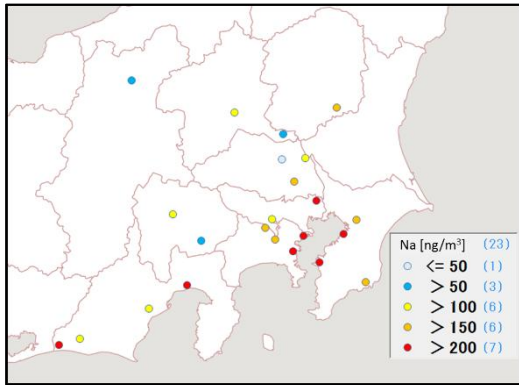 Na [ng/m³] (23)
<= 50 (1)
> 50 (3)
> 100 (6)
> 150 (6)
> 200 (7)